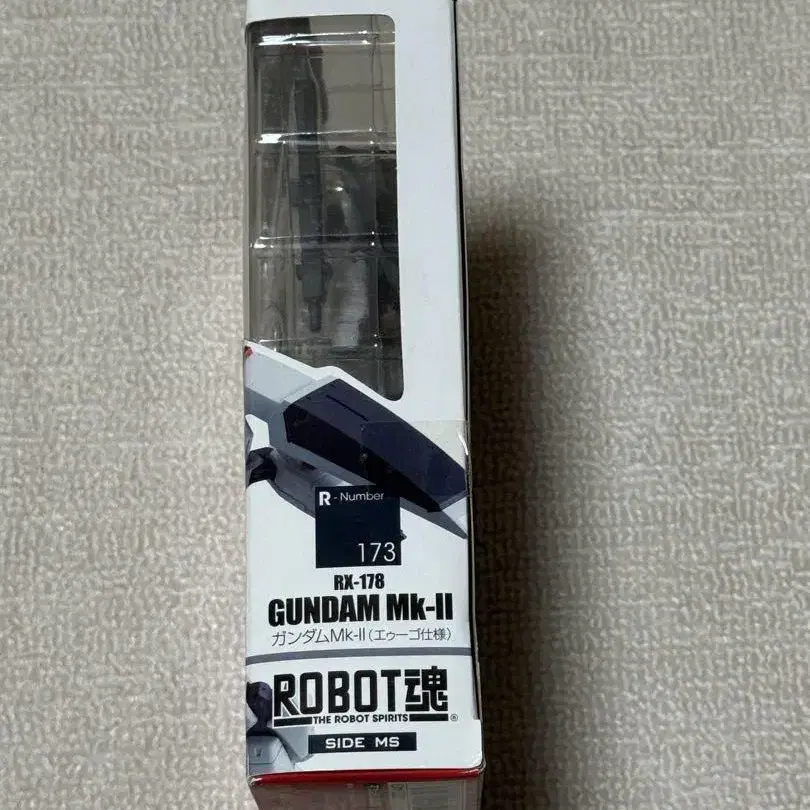 R - Number
173
RX-178
GUNDAM Mk-II
ガンダムMk-II(エゥーゴ仕様)
ROBOT魂
THE ROBOT SPIRITS
®
SIDE MS